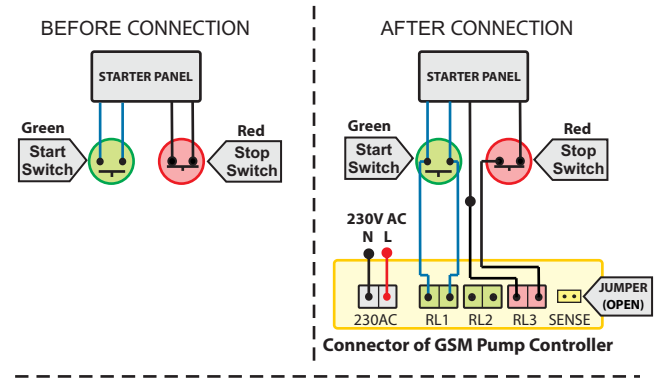 BEFORE CONNECTION
STARTER PANEL
Green
Start
Switch
Red
Stop
Switch
AFTER CONNECTION
STARTER PANEL
Green
Start
Switch
Red
Stop
Switch
230V AC
N L
230AC RL1 RL2 RL3 SENSE
JUMPER
(OPEN)
Connector of GSM Pump Controller